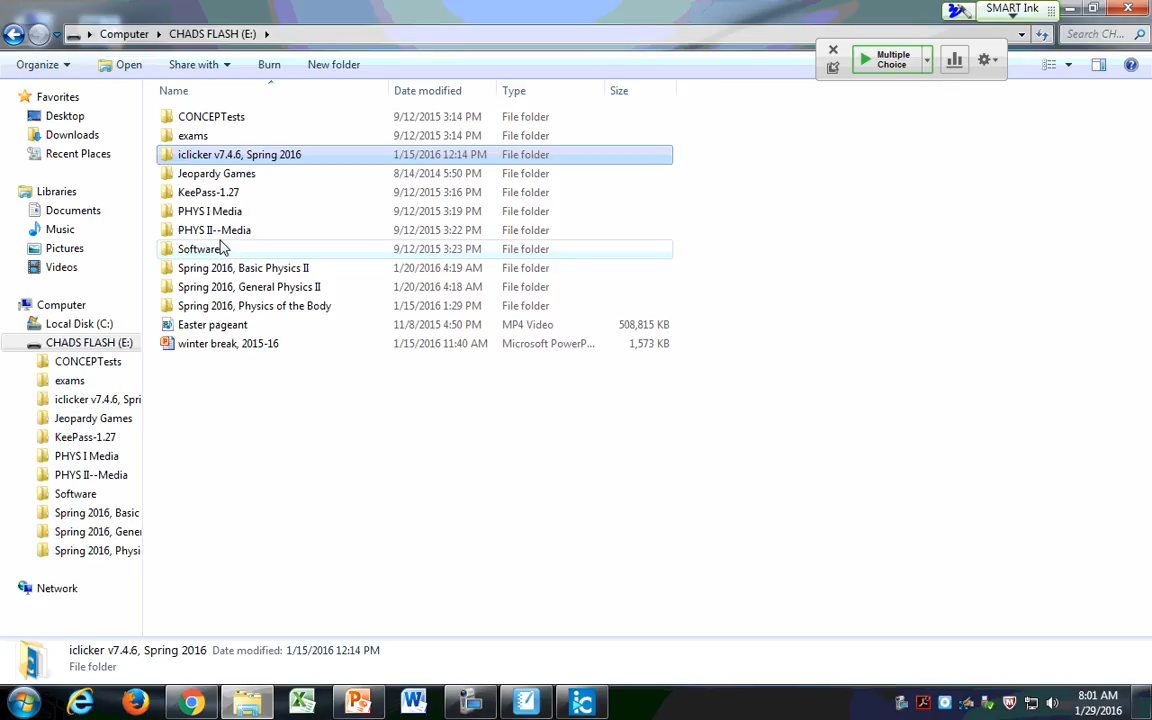 SMART Ink
Computer CHADS FLASH (E:) Search CH...
Organize Open Share with Burn New folder
Multiple Choice
Name Date modified Type Size
Favorites
Desktop
Downloads
Recent Places
Libraries
Documents
Music
Pictures
Videos
Computer
Local Disk (C:)
CHADS FLASH (E:)
CONCEPTests
exams
iclicker v7.4.6, Spri
Jeopardy Games
KeePass-1.27
PHYS I Media
PHYS II--Media
Software
Spring 2016, Basic
Spring 2016, Gener
Spring 2016, Physi
Network
CONCEPTests 9/12/2015 3:14 PM File folder
exams 9/12/2015 3:14 PM File folder
iclicker v7.4.6, Spring 2016 1/15/2016 12:14 PM File folder
Jeopardy Games 8/14/2014 5:50 PM File folder
KeePass-1.27 9/12/2015 3:16 PM File folder
PHYS I Media 9/12/2015 3:19 PM File folder
PHYS II--Media 9/12/2015 3:22 PM File folder
Software 9/12/2015 3:23 PM File folder
Spring 2016, Basic Physics II 1/20/2016 4:19 AM File folder
Spring 2016, General Physics II 1/20/2016 4:18 AM File folder
Spring 2016, Physics of the Body 1/15/2016 1:29 PM File folder
Easter pageant 11/8/2015 4:50 PM MP4 Video 508,815 KB
winter break, 2015-16 1/15/2016 11:40 AM Microsoft PowerP... 1,573 KB
iclicker v7.4.6, Spring 2016 Date modified: 1/15/2016 12:14 PM
File folder
8:01 AM
1/29/2016